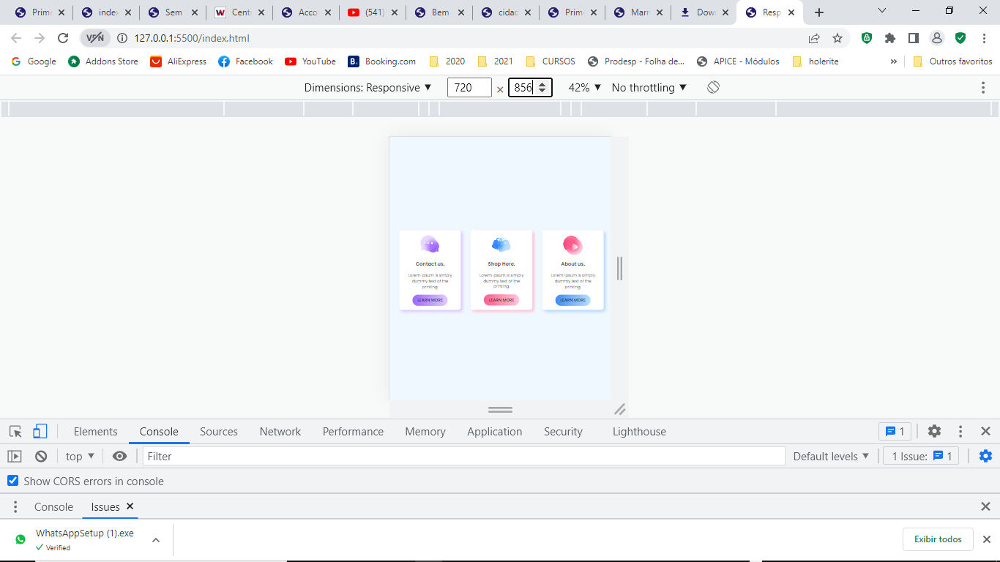 Prime index Sem Cent Acco (541) Bem cidad Prime Marr Dow Resp
VPN 127.0.0.1:5500/index.html
Google Addons Store AliExpress Facebook YouTube B. Booking.com 2020 2021 CURSOS Prodesp - Folha de... APICE - Módulos holerite » Outros favoritos
Dimensions: Responsive ▼ 720 × 856 42% ▼ No throttling ▼
Contact us. Shop Here. About us.
Lorem Ipsum is simply Lorem Ipsum is simply Lorem Ipsum is simply
dummy text of the dummy text of the dummy text of the
printing. printing. printing.
LEARN MORE LEARN MORE LEARN MORE
Elements Console Sources Network Performance Memory Application Security Lighthouse 1
top ▼ Filter Default levels ▼ 1 Issue: 1
Show CORS errors in console
Console Issues
WhatsAppSetup (1).exe
Verified
Exibir todos